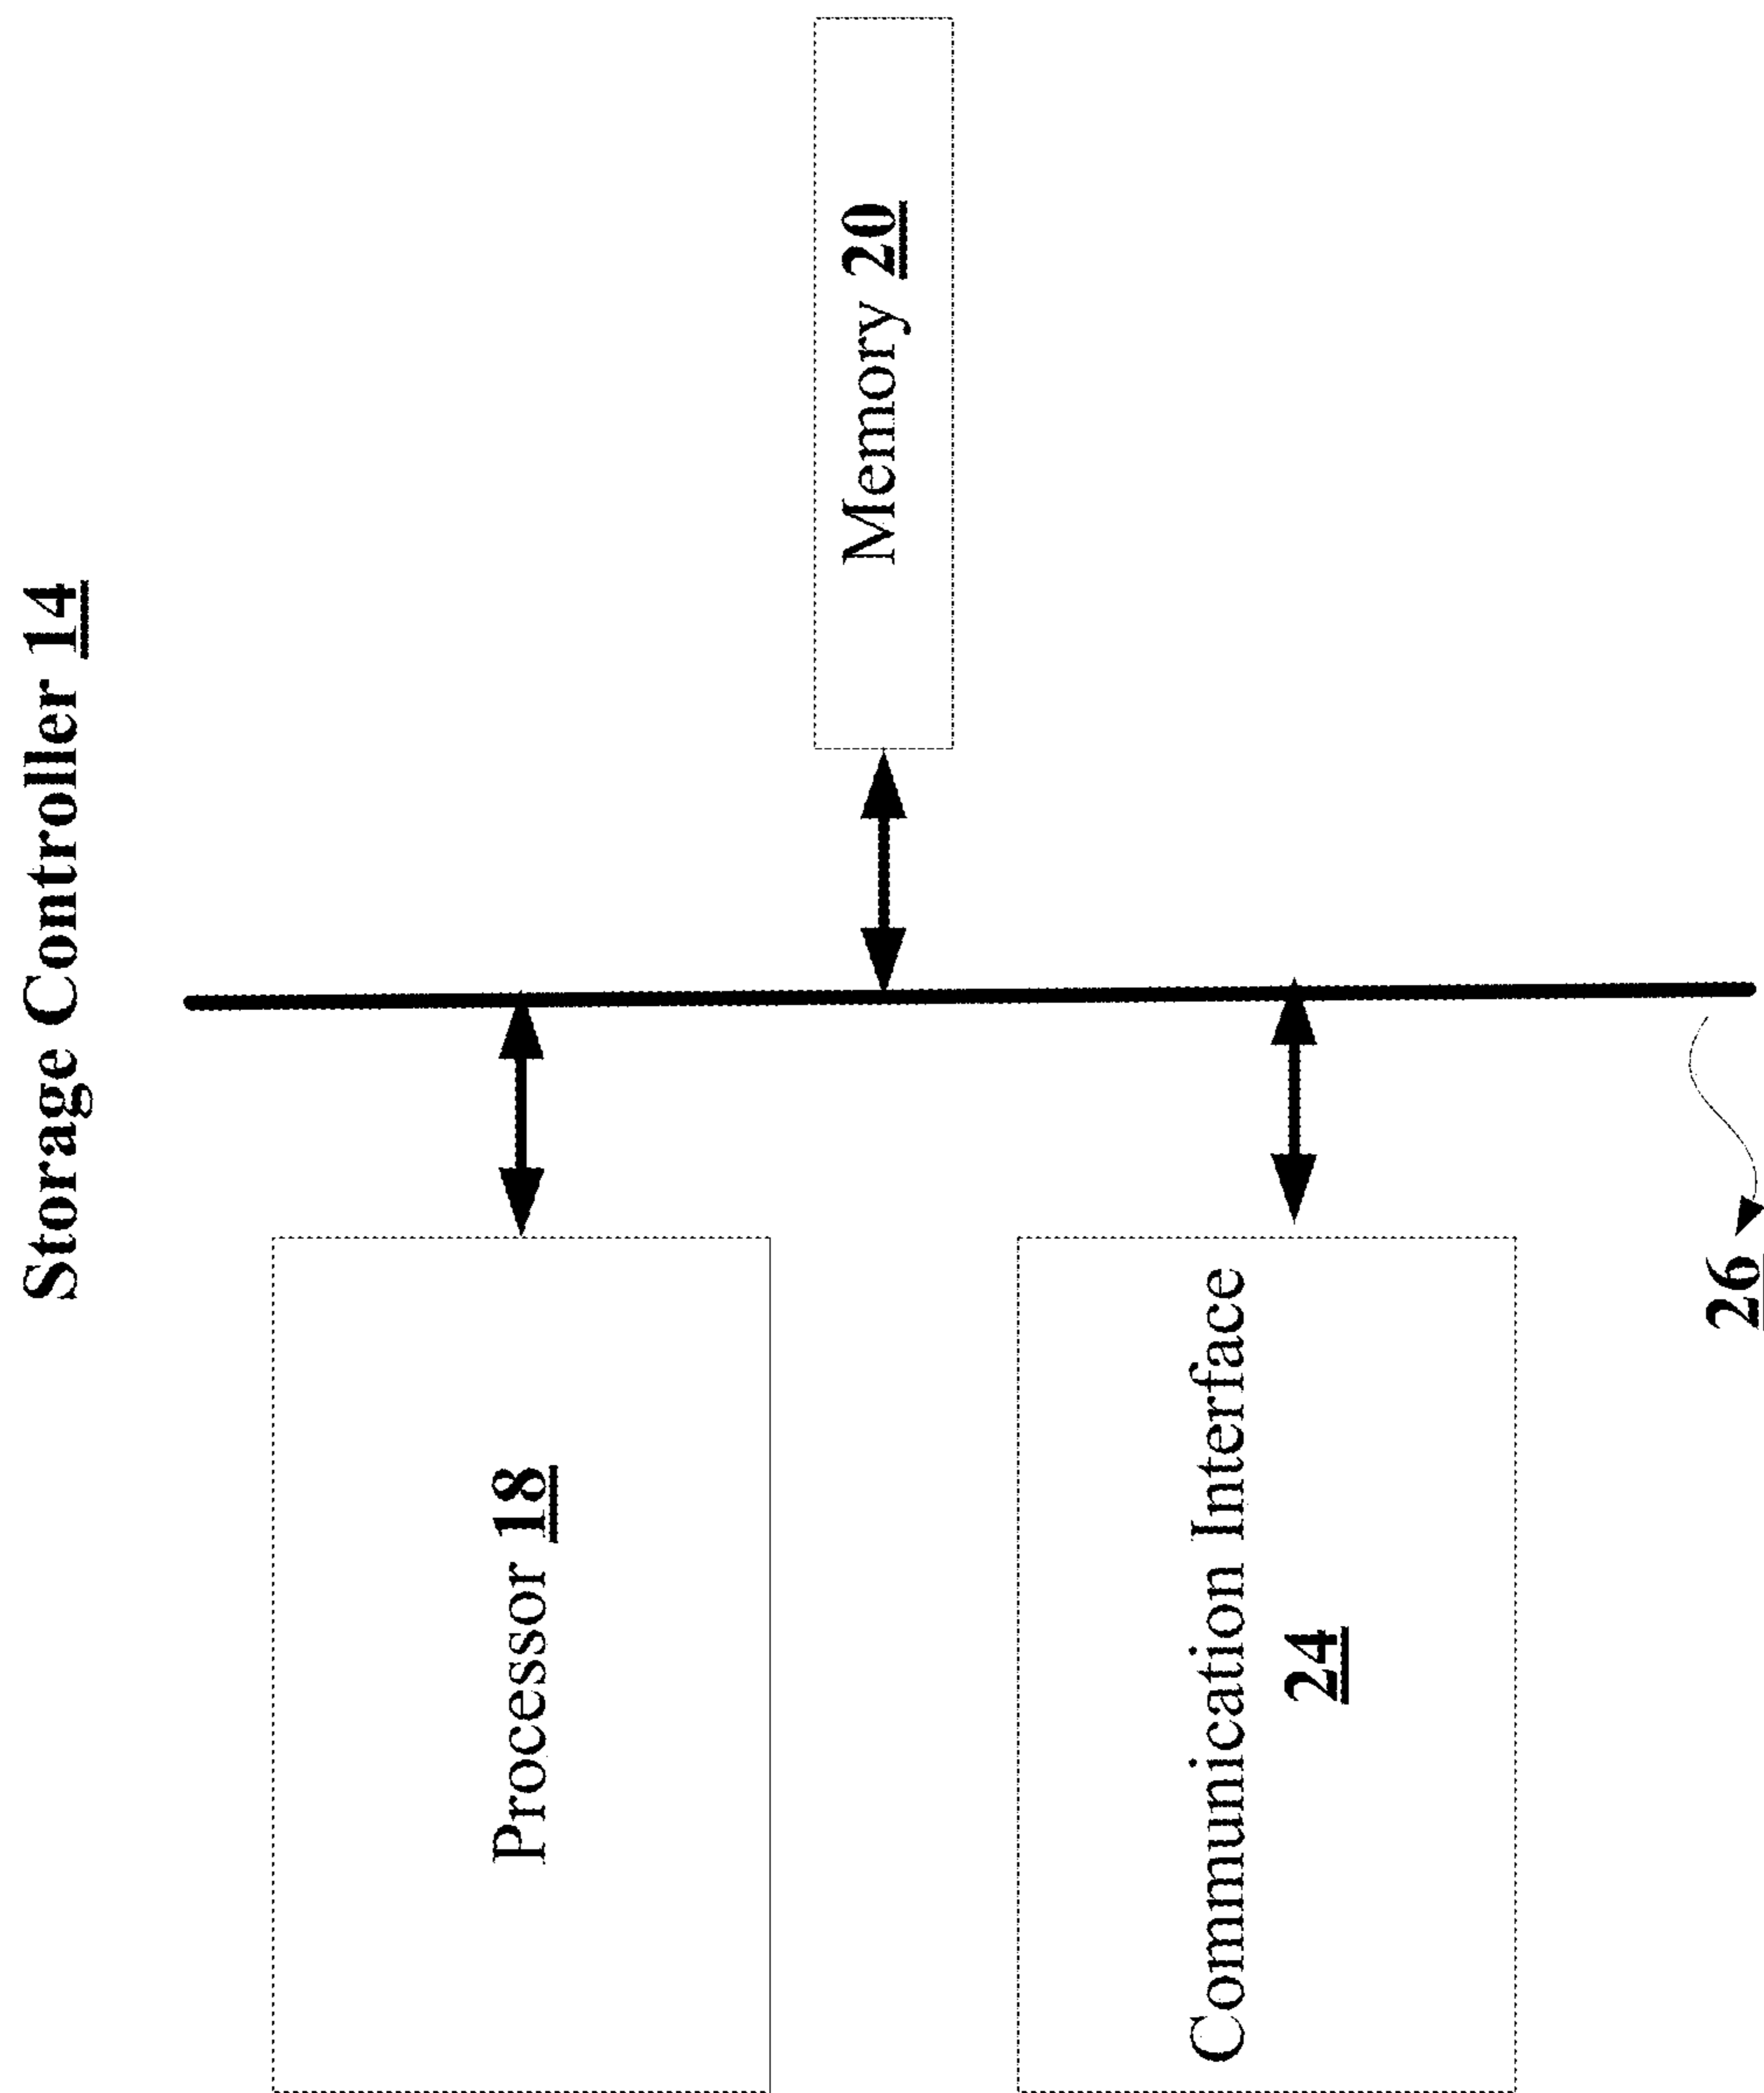 Storage Controller 14
Processor 18
Memory 20
Communication Interface
24
26